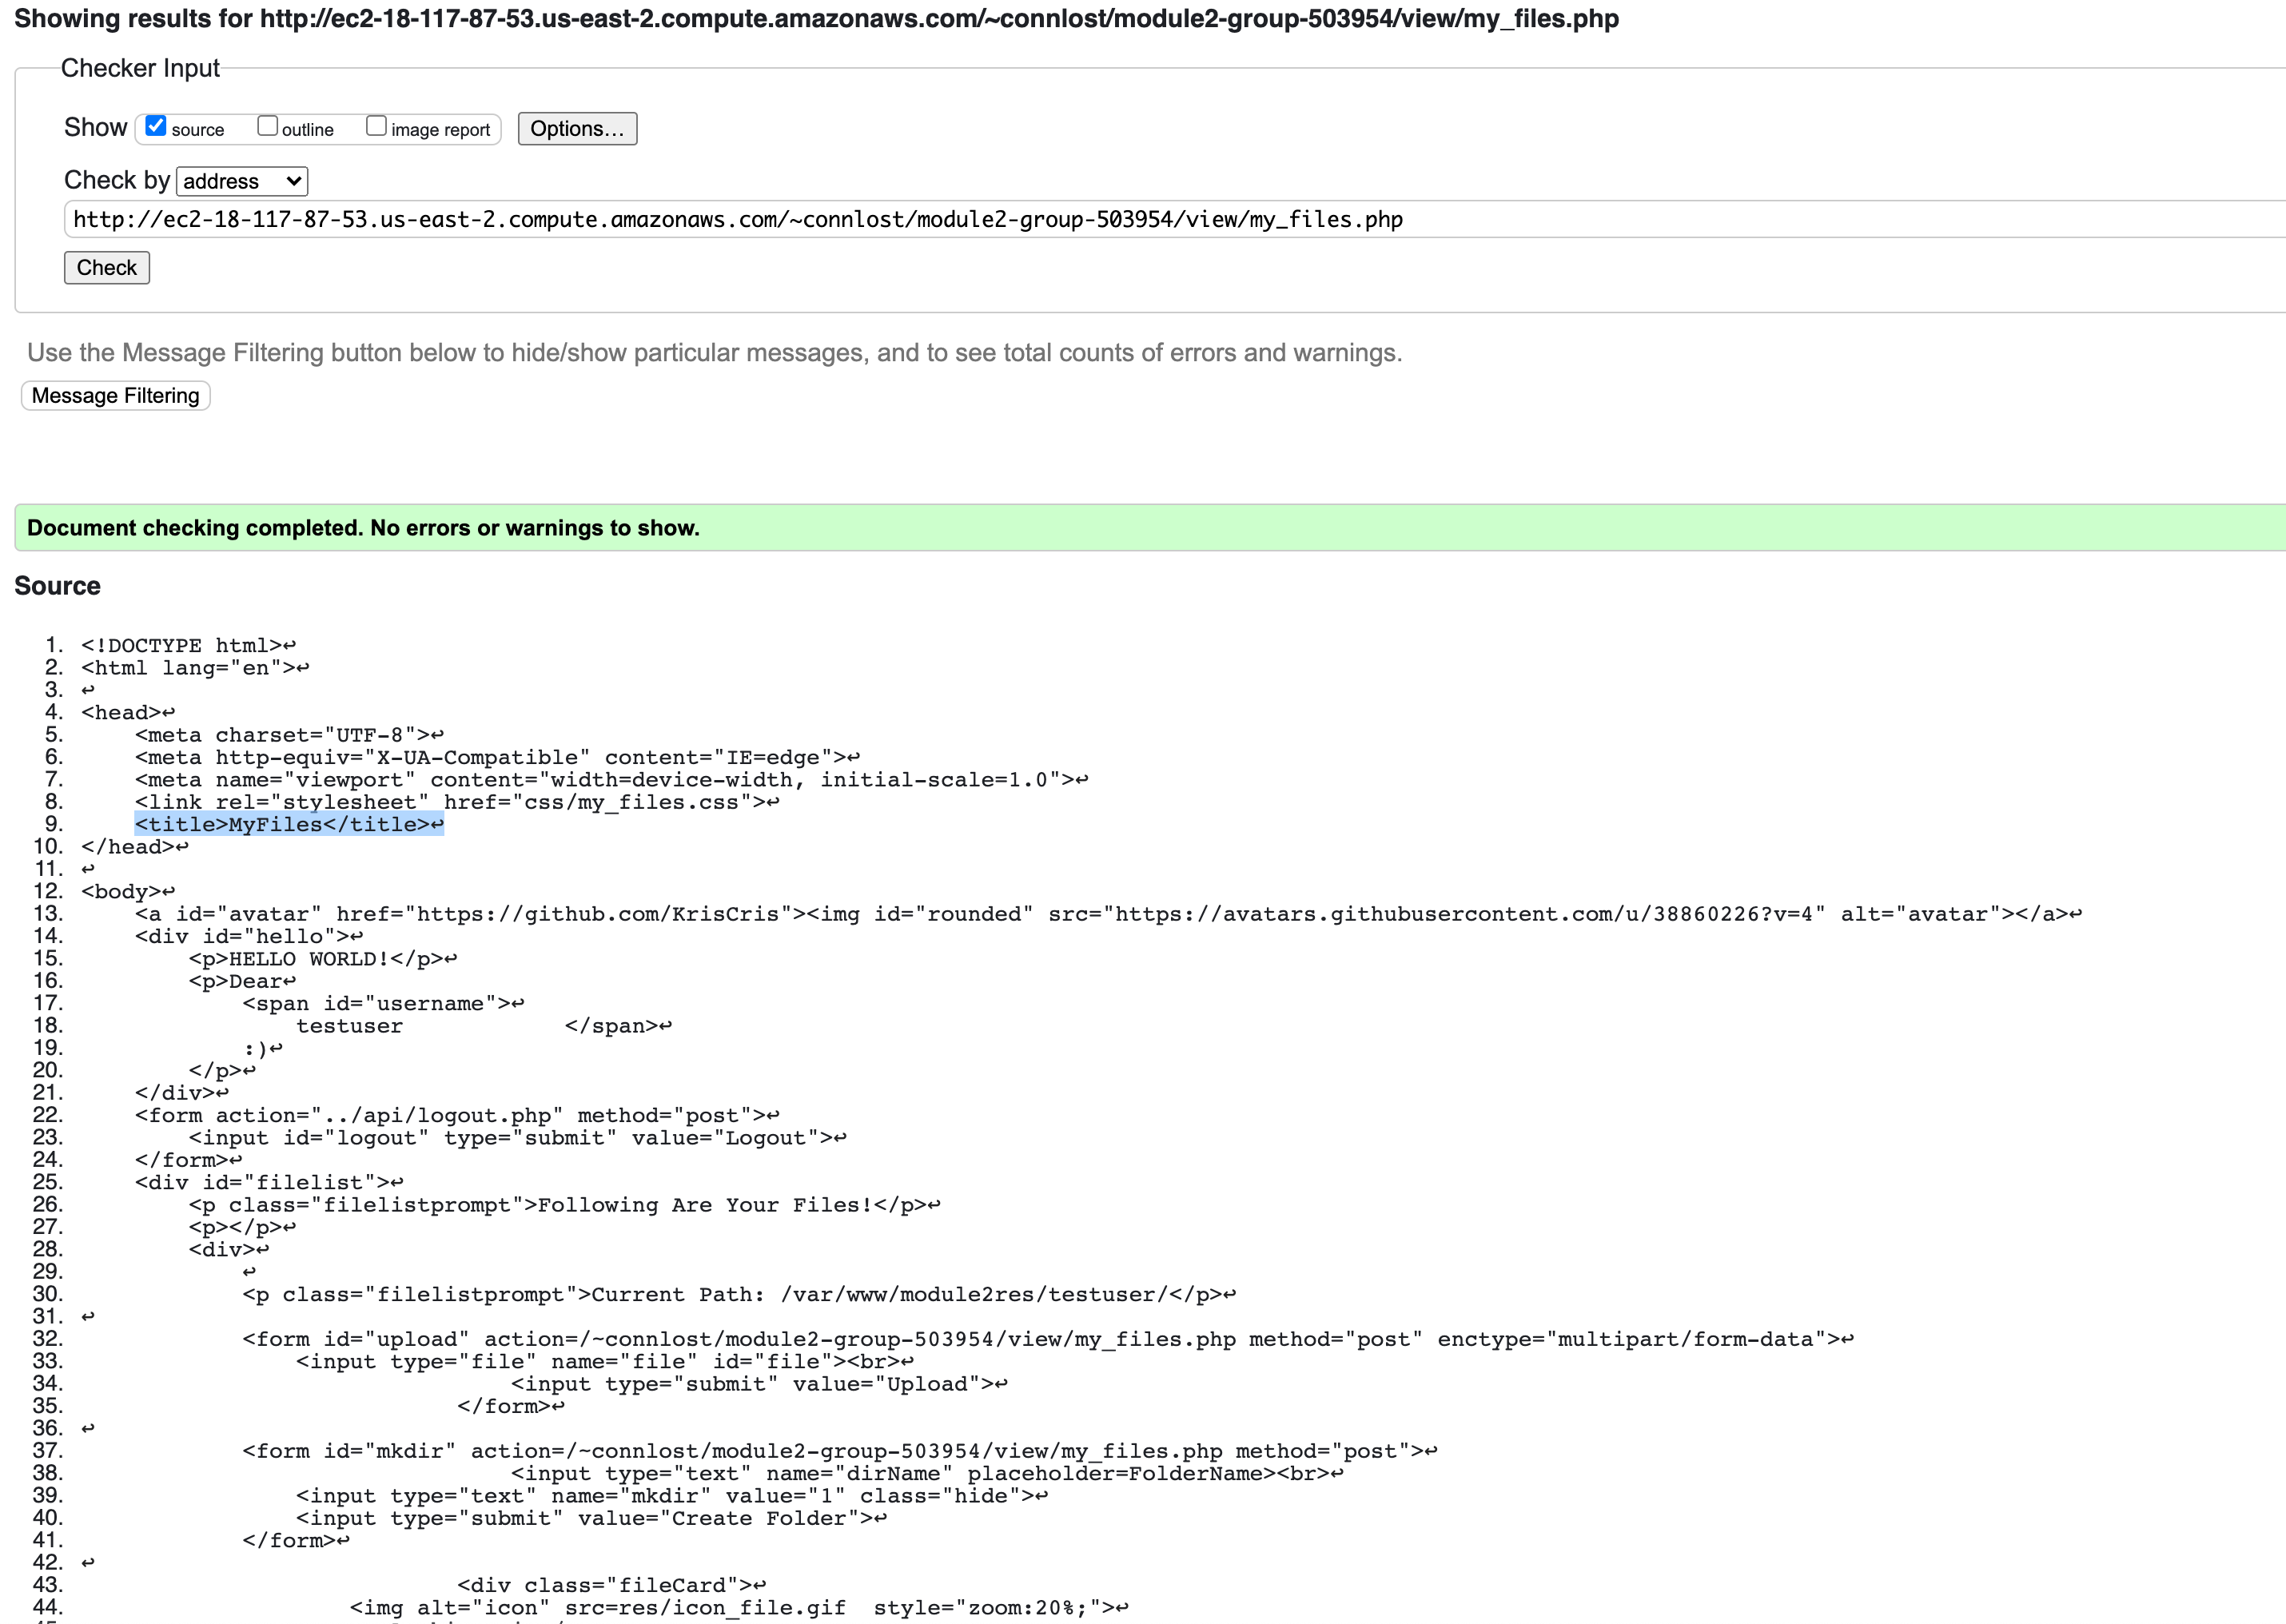 Showing results for http://ec2-18-117-87-53.us-east-2.compute.amazonaws.com/~connlost/module2-group-503954/view/my_files.php
Checker Input
Show source outline image report Options...
Check by address
http://ec2-18-117-87-53.us-east-2.compute.amazonaws.com/~connlost/module2-group-503954/view/my_files.php
Check
Use the Message Filtering button below to hide/show particular messages, and to see total counts of errors and warnings.
Message Filtering
Document checking completed. No errors or warnings to show.
Source
1. <!DOCTYPE html>↩
2. <html lang="en">↩
3. ↩
4. <head>↩
5.     <meta charset="UTF-8">↩
6.     <meta http-equiv="X-UA-Compatible" content="IE=edge">↩
7.     <meta name="viewport" content="width=device-width, initial-scale=1.0">↩
8.     <link rel="stylesheet" href="css/my_files.css">↩
9.     <title>MyFiles</title>↩
10. </head>↩
11. ↩
12. <body>↩
13.     <a id="avatar" href="https://github.com/KrisCris"><img id="rounded" src="https://avatars.githubusercontent.com/u/38860226?v=4" alt="avatar"></a>↩
14.     <div id="hello">↩
15.         <p>HELLO WORLD!</p>↩
16.         <p>Dear↩
17.             <span id="username">↩
18.                 testuser            </span>↩
19.             :)↩
20.         </p>↩
21.     </div>↩
22.     <form action="../api/logout.php" method="post">↩
23.         <input id="logout" type="submit" value="Logout">↩
24.     </form>↩
25.     <div id="filelist">↩
26.         <p class="filelistprompt">Following Are Your Files!</p>↩
27.         <p></p>↩
28.         <div>↩
29.             ↩
30.             <p class="filelistprompt">Current Path: /var/www/module2res/testuser/</p>↩
31. ↩
32.             <form id="upload" action=/~connlost/module2-group-503954/view/my_files.php method="post" enctype="multipart/form-data">↩
33.                 <input type="file" name="file" id="file"><br>↩
34.                                 <input type="submit" value="Upload">↩
35.                             </form>↩
36. ↩
37.             <form id="mkdir" action=/~connlost/module2-group-503954/view/my_files.php method="post">↩
38.                                 <input type="text" name="dirName" placeholder=FolderName><br>↩
39.                 <input type="text" name="mkdir" value="1" class="hide">↩
40.                 <input type="submit" value="Create Folder">↩
41.             </form>↩
42. ↩
43.                             <div class="fileCard">↩
44.                     <img alt="icon" src=res/icon_file.gif  style="zoom:20%;">↩